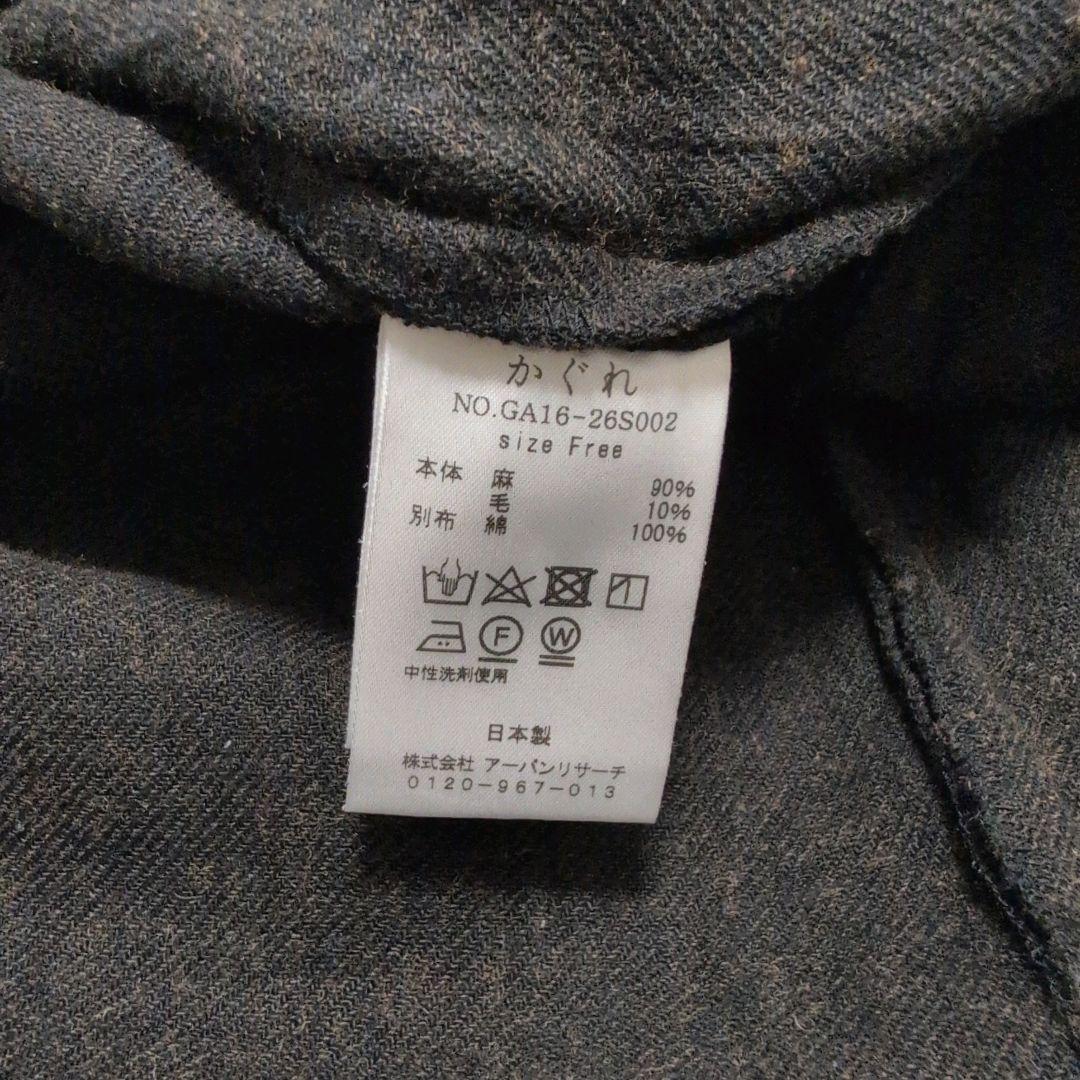 かぐれ
NO.GA16-26S002
size Free
本体 麻 90%
毛 10%
別布 綿 100%
F W
中性洗剤使用
日本製
株式会社 アーバンリサーチ
0120-967-013